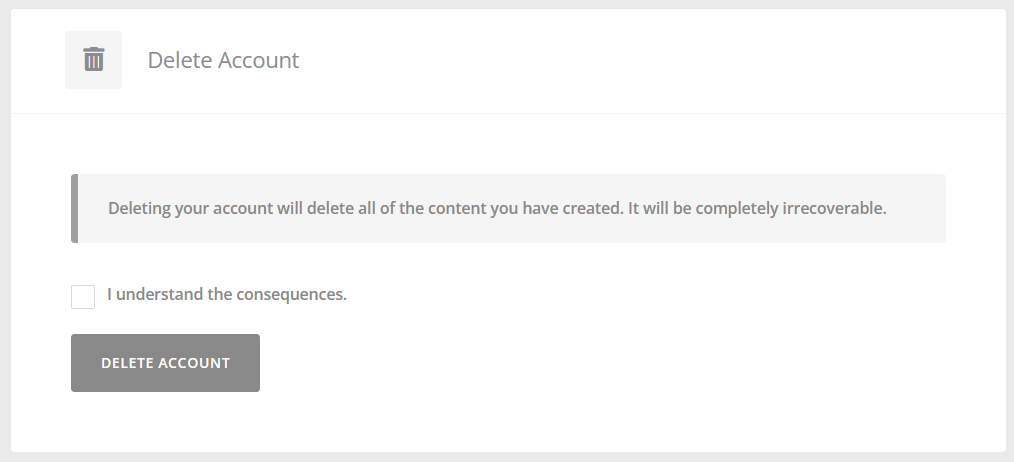 Delete Account
Deleting your account will delete all of the content you have created. It will be completely irrecoverable.
I understand the consequences.
DELETE ACCOUNT